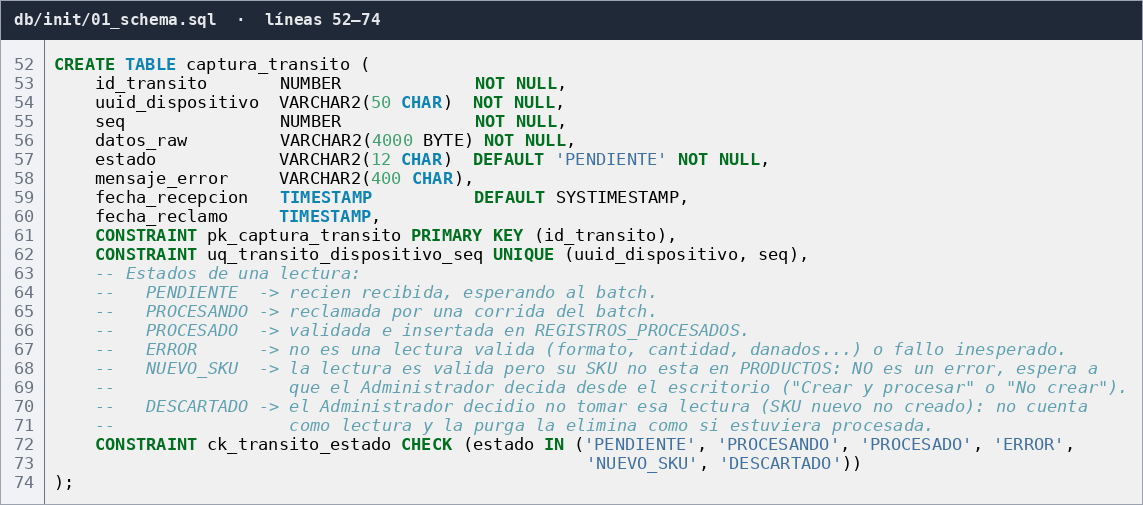 db/init/01_schema.sql  ·  líneas 52–74
52 CREATE TABLE captura_transito (
53     id_transito       NUMBER             NOT NULL,
54     uuid_dispositivo  VARCHAR2(50 CHAR)  NOT NULL,
55     seq               NUMBER             NOT NULL,
56     datos_raw         VARCHAR2(4000 BYTE) NOT NULL,
57     estado            VARCHAR2(12 CHAR)  DEFAULT 'PENDIENTE' NOT NULL,
58     mensaje_error     VARCHAR2(400 CHAR),
59     fecha_recepcion   TIMESTAMP          DEFAULT SYSTIMESTAMP,
60     fecha_reclamo     TIMESTAMP,
61     CONSTRAINT pk_captura_transito PRIMARY KEY (id_transito),
62     CONSTRAINT uq_transito_dispositivo_seq UNIQUE (uuid_dispositivo, seq),
63     -- Estados de una lectura:
64     --   PENDIENTE  -> recien recibida, esperando al batch.
65     --   PROCESANDO -> reclamada por una corrida del batch.
66     --   PROCESADO  -> validada e insertada en REGISTROS_PROCESADOS.
67     --   ERROR      -> no es una lectura valida (formato, cantidad, danados...) o fallo inesperado.
68     --   NUEVO_SKU  -> la lectura es valida pero su SKU no esta en PRODUCTOS: NO es un error, espera a
69     --                 que el Administrador decida desde el escritorio ("Crear y procesar" o "No crear").
70     --   DESCARTADO -> el Administrador decidio no tomar esa lectura (SKU nuevo no creado): no cuenta
71     --                 como lectura y la purga la elimina como si estuviera procesada.
72     CONSTRAINT ck_transito_estado CHECK (estado IN ('PENDIENTE', 'PROCESANDO', 'PROCESADO', 'ERROR',
73                                                     'NUEVO_SKU', 'DESCARTADO'))
74 );